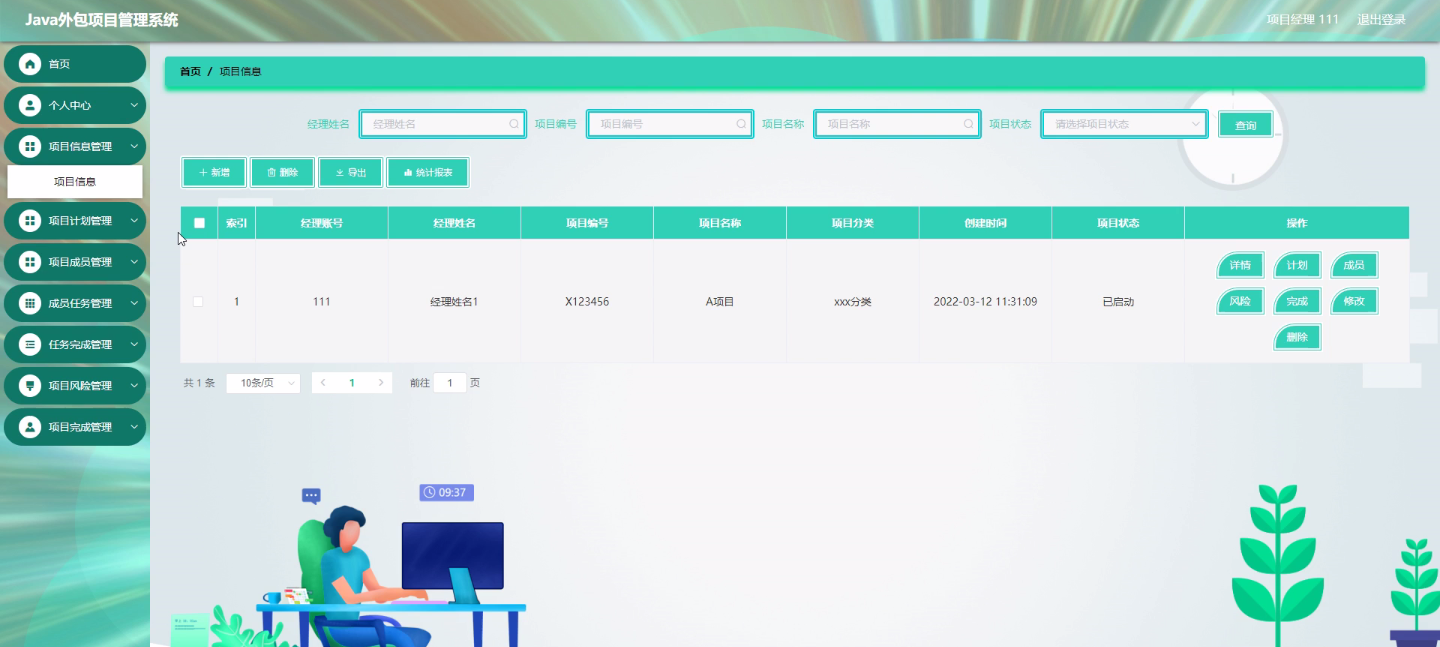 Java外包项目管理系统
项目经理 111 退出登录
首页
个人中心
项目信息管理
项目信息
项目计划管理
项目成员管理
成员任务管理
任务完成管理
项目风险管理
项目完成管理
首页 / 项目信息
经理姓名 经理姓名 项目编号 项目编号 项目名称 项目名称 项目状态 请选择项目状态 查询
新增 删除 导出 统计报表
索引 经理账号 经理姓名 项目编号 项目名称 项目分类 创建时间 项目状态 操作
详情 计划 成员
1 111 经理姓名1 X123456 A项目 xxx分类 2022-03-12 11:31:09 已启动 风险 完成 修改
删除
共 1 条 10条/页 1 前往 1 页
09:37